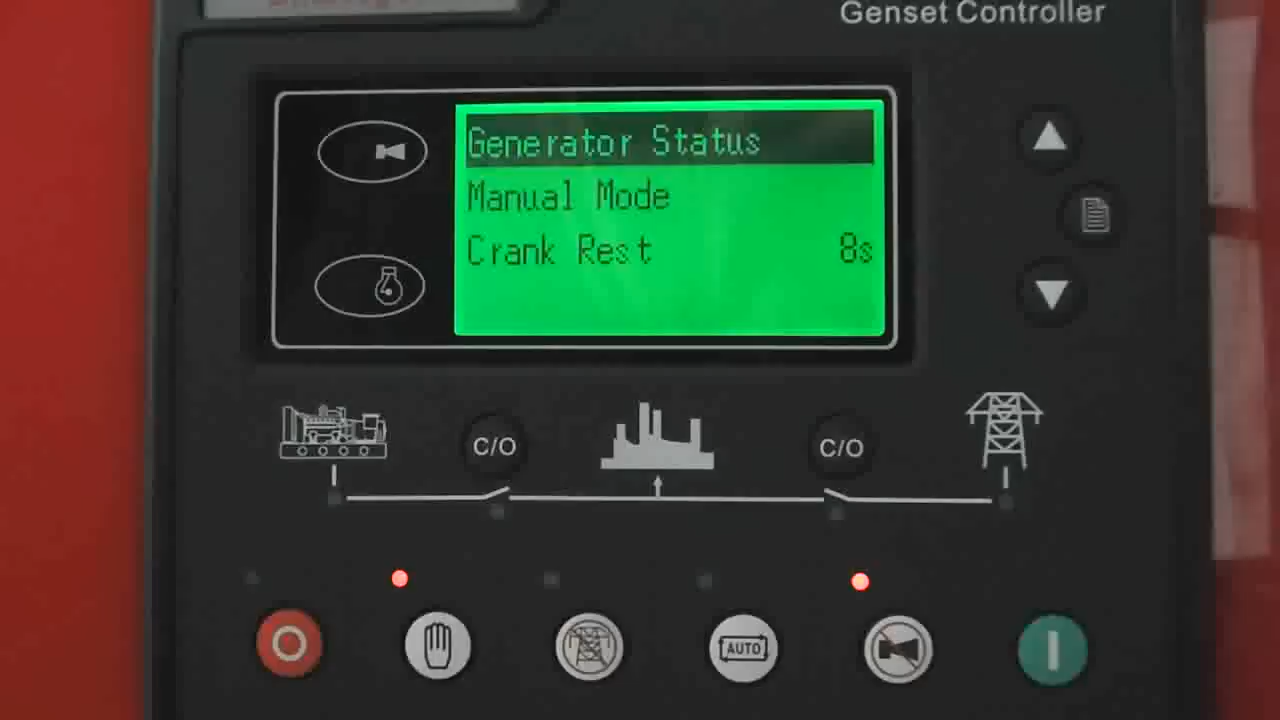 Genset Controller
Generator Status
Manual Mode
Crank Rest 8s
C/O
C/O
AUTO